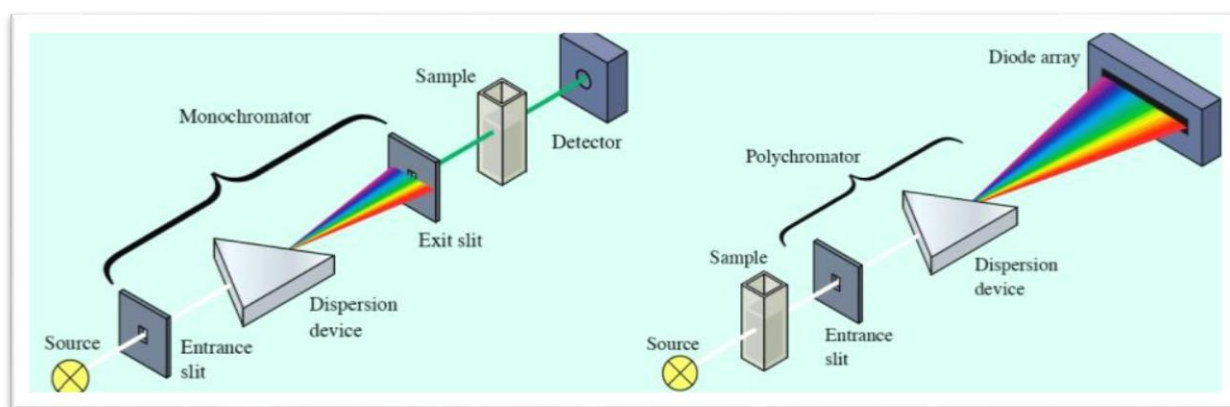 Monochromator
Sample
Detector
Exit slit
Dispersion
device
Source
Entrance
slit
Diode array
Polychromator
Sample
Dispersion
device
Source
Entrance
slit